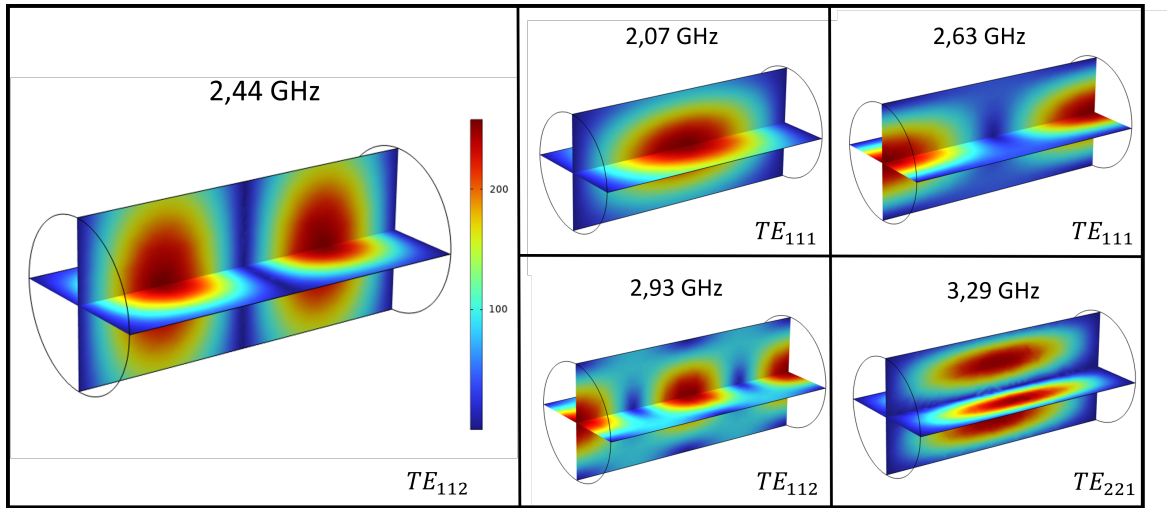 2,44 GHz
200
100
TE₁₁₂
2,07 GHz
TE₁₁₁
2,63 GHz
TE₁₁₁
2,93 GHz
TE₁₁₂
3,29 GHz
TE₂₂₁